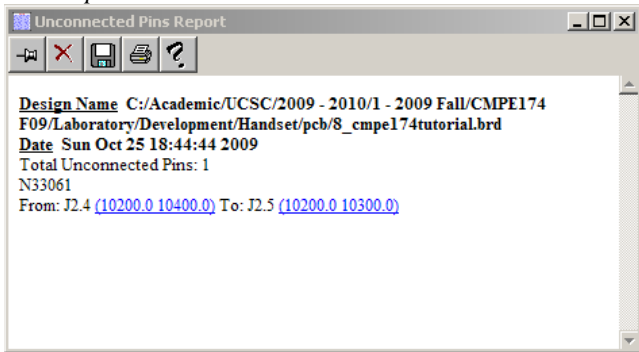 Unconnected Pins Report
Design Name C:/Academic/UCSC/2009 - 2010/1 - 2009 Fall/CMPE174
F09/Laboratory/Development/Handset/pcb/8_cmpe174tutorial.brd
Date Sun Oct 25 18:44:44 2009
Total Unconnected Pins: 1
N33061
From: J2.4 (10200.0 10400.0) To: J2.5 (10200.0 10300.0)